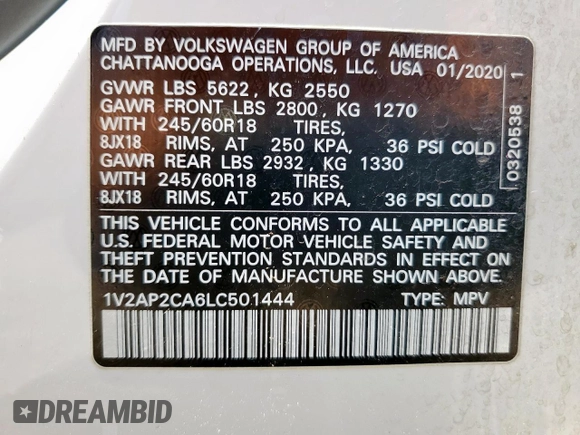 MFD BY VOLKSWAGEN GROUP OF AMERICA
CHATTANOOGA OPERATIONS, LLC. USA 01/2020
GVWR LBS 5622, KG 2550
GAWR FRONT LBS 2800, KG 1270
WITH 245/60R18 TIRES,
8JX18 RIMS, AT 250 KPA, 36 PSI COLD
GAWR REAR LBS 2932, KG 1330
WITH 245/60R18 TIRES,
8JX18 RIMS, AT 250 KPA, 36 PSI COLD
THIS VEHICLE CONFORMS TO ALL APPLICABLE
U.S. FEDERAL MOTOR VEHICLE SAFETY AND
THEFT PREVENTION STANDARDS IN EFFECT ON
THE DATE OF MANUFACTURE SHOWN ABOVE.
1V2AP2CA6LC501444 TYPE: MPV
0320538 1
DREAMBID